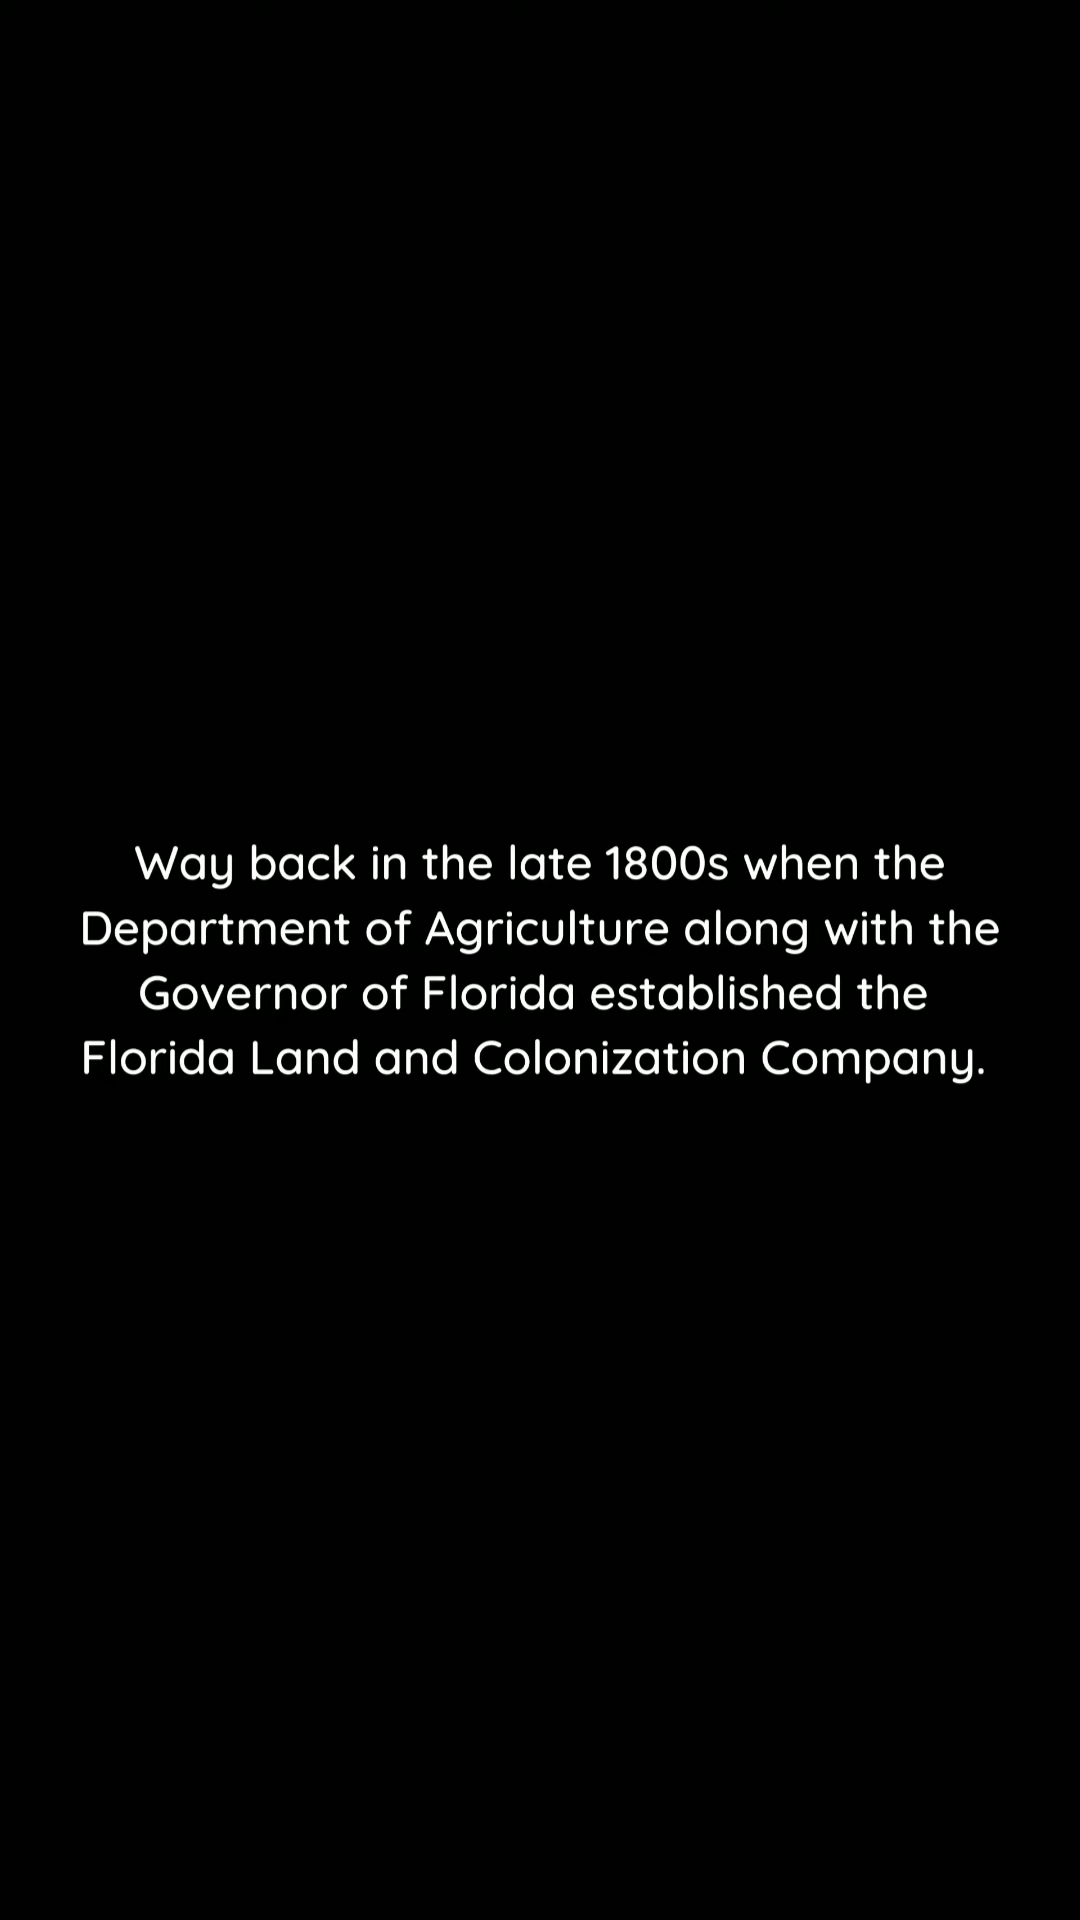 Way back in the late 1800s when the
Department of Agriculture along with the
Governor of Florida established the
Florida Land and Colonization Company.